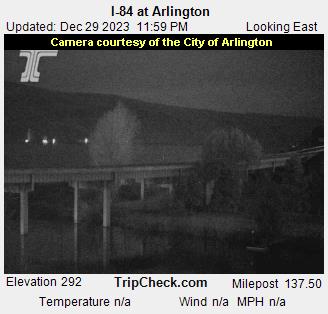 I-84 at Arlington
Updated: Dec 29 2023 11:59 PM Looking East
Camera courtesy of the City of Arlington
Elevation 292 TripCheck.com Milepost 137.50
Temperature n/a Wind n/a MPH n/a